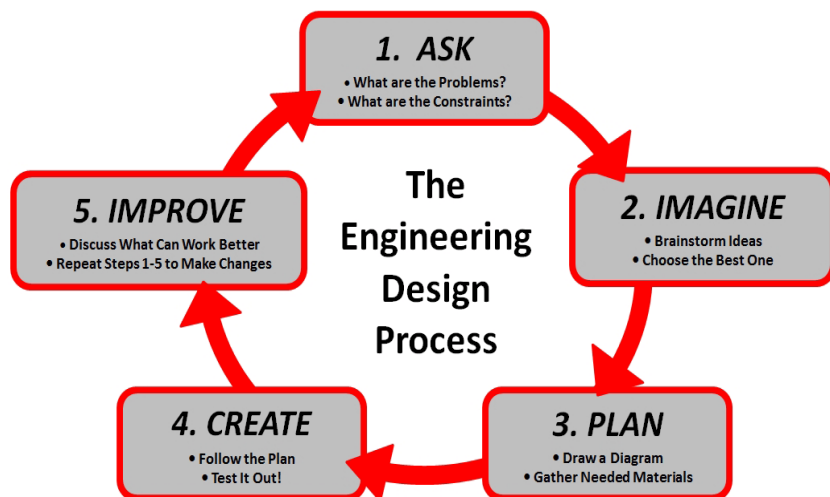 1. ASK
• What are the Problems?
• What are the Constraints?
The
Engineering
Design
Process
2. IMAGINE
• Brainstorm Ideas
• Choose the Best One
3. PLAN
• Draw a Diagram
• Gather Needed Materials
4. CREATE
• Follow the Plan
• Test It Out!
5. IMPROVE
• Discuss What Can Work Better
• Repeat Steps 1-5 to Make Changes